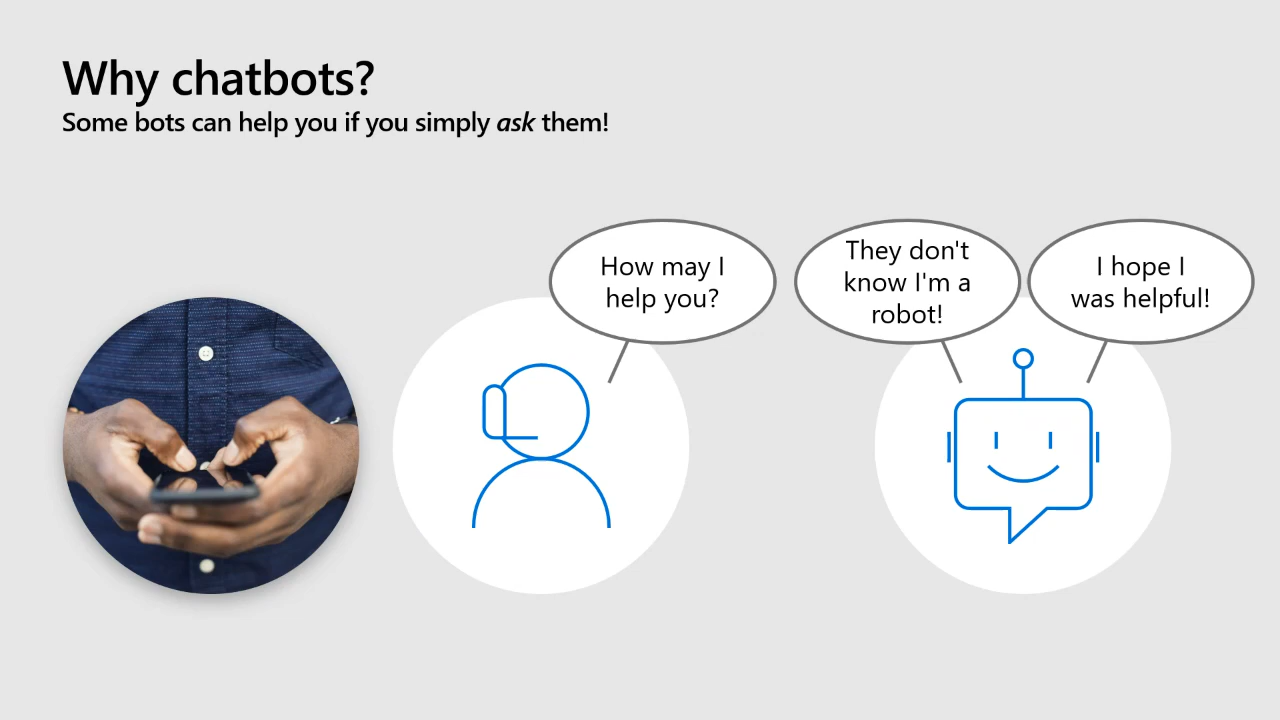 Why chatbots?
Some bots can help you if you simply ask them!
How may I
help you?
They don't
know I'm a
robot!
I hope I
was helpful!